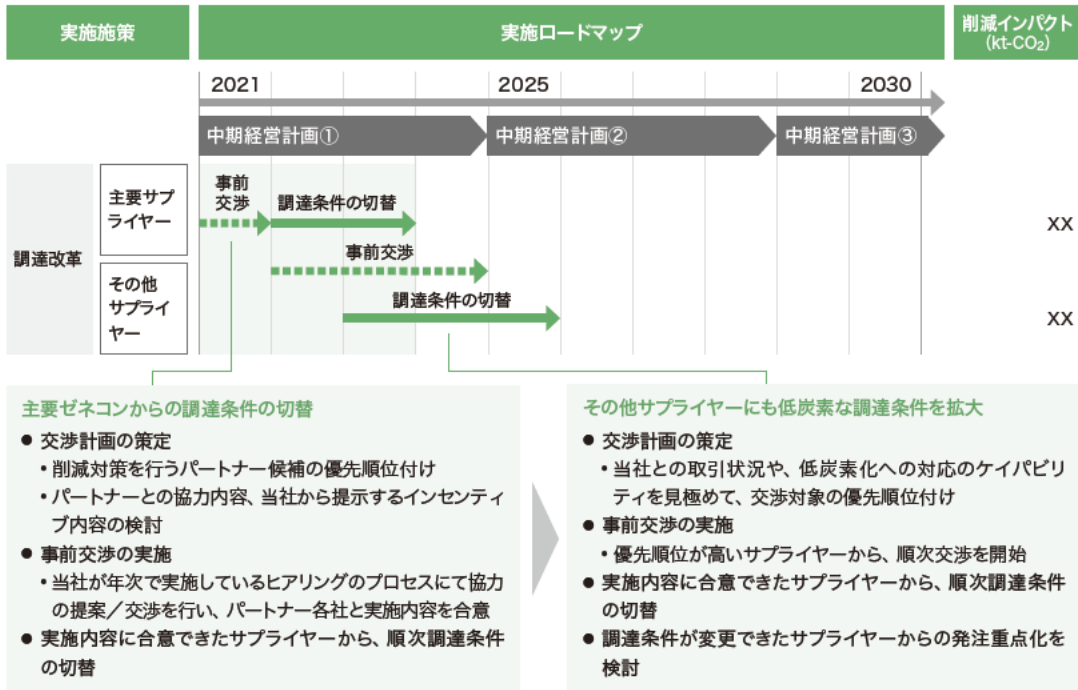 実施施策
実施ロードマップ
削減インパクト
(kt-CO₂)
2021
2025
2030
中期経営計画①
中期経営計画②
中期経営計画③
調達改革
主要サプ
ライヤー
事前
交渉
調達条件の切替
XX
事前交渉
その他
サプライ
ヤー
調達条件の切替
XX
主要ゼネコンからの調達条件の切替
● 交渉計画の策定
・削減対策を行うパートナー候補の優先順位付け
・パートナーとの協力内容、当社から提示するインセンティ
ブ内容の検討
● 事前交渉の実施
・当社が年次で実施しているヒアリングのプロセスにて協力
の提案／交渉を行い、パートナー各社と実施内容を合意
● 実施内容に合意できたサプライヤーから、順次調達条件
の切替
その他サプライヤーにも低炭素な調達条件を拡大
● 交渉計画の策定
・当社との取引状況や、低炭素化への対応のケイパビリ
ティを見極めて、交渉対象の優先順位付け
● 事前交渉の実施
・優先順位が高いサプライヤーから、順次交渉を開始
● 実施内容に合意できたサプライヤーから、順次調達条件
の切替
● 調達条件が変更できたサプライヤーからの発注重点化を
検討